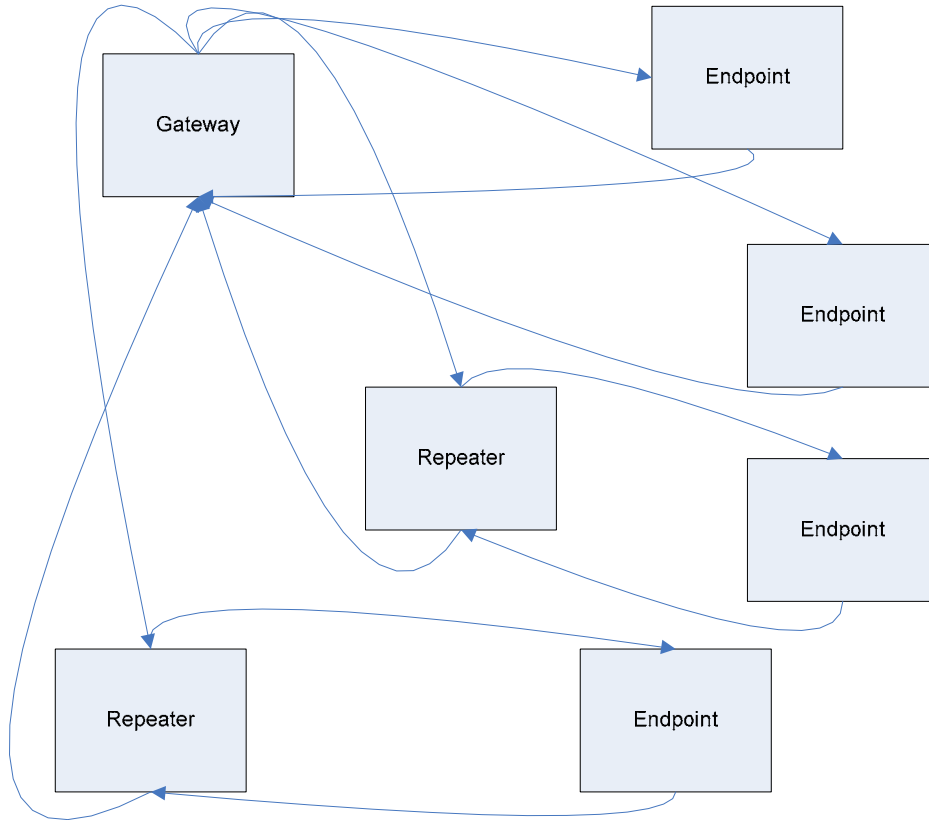 Endpoint
Gateway
Endpoint
Repeater
Endpoint
Repeater
Endpoint